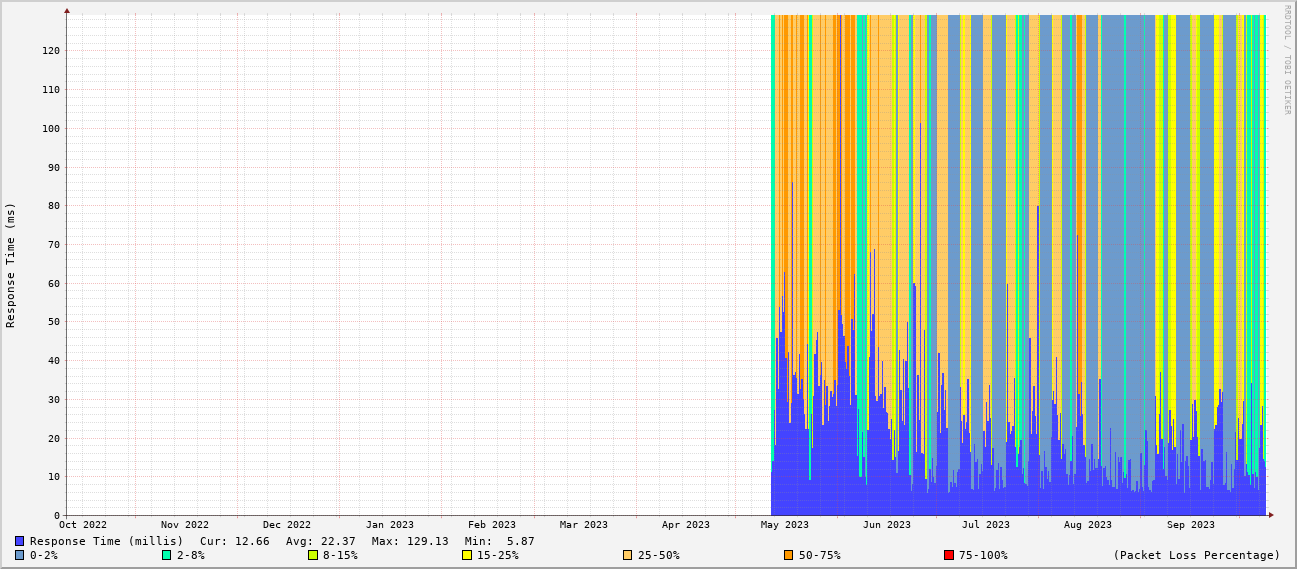 RRDTOOL / TOBI OETIKER
Response Time (ms)
120
110
100
90
80
70
60
50
40
30
20
10
0
Oct 2022 Nov 2022 Dec 2022 Jan 2023 Feb 2023 Mar 2023 Apr 2023 May 2023 Jun 2023 Jul 2023 Aug 2023 Sep 2023
Response Time (millis) Cur: 12.66 Avg: 22.37 Max: 129.13 Min: 5.87
0-2% 2-8% 8-15% 15-25% 25-50% 50-75% 75-100% (Packet Loss Percentage)